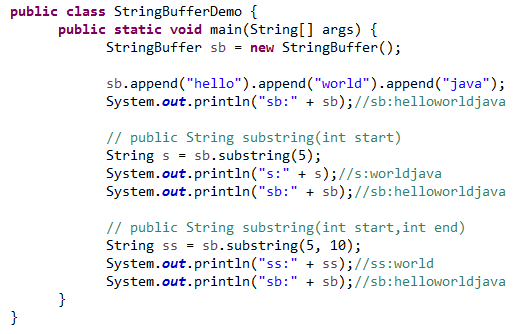 public class StringBufferDemo {
public static void main(String[] args) {
StringBuffer sb = new StringBuffer();
sb.append("hello").append("world").append("java");
System.out.println("sb:" + sb);//sb:helloworldjava
// public String substring(int start)
String s = sb.substring(5);
System.out.println("s:" + s);//s:worldjava
System.out.println("sb:" + sb);//sb:helloworldjava
// public String substring(int start,int end)
String ss = sb.substring(5, 10);
System.out.println("ss:" + ss);//ss:world
System.out.println("sb:" + sb);//sb:helloworldjava
}
}